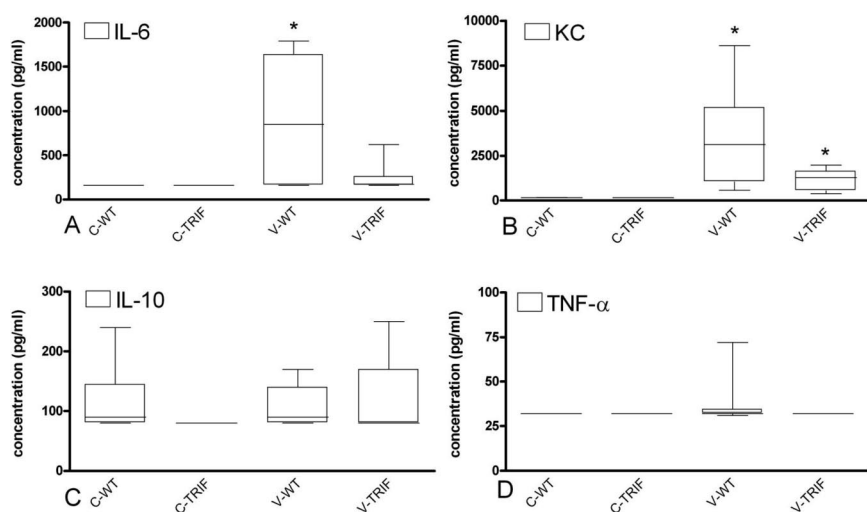 IL-6
concentration (pg/ml)
2000
1500
1000
500
0
*
A
C-WT
C-TRIF
V-WT
V-TRIF
KC
concentration (pg/ml)
10000
7500
5000
2500
0
*
*
B
C-WT
C-TRIF
V-WT
V-TRIF
IL-10
concentration (pg/ml)
300
200
100
0
C
C-WT
C-TRIF
V-WT
V-TRIF
TNF-α
concentration (pg/ml)
100
75
50
25
0
D
C-WT
C-TRIF
V-WT
V-TRIF